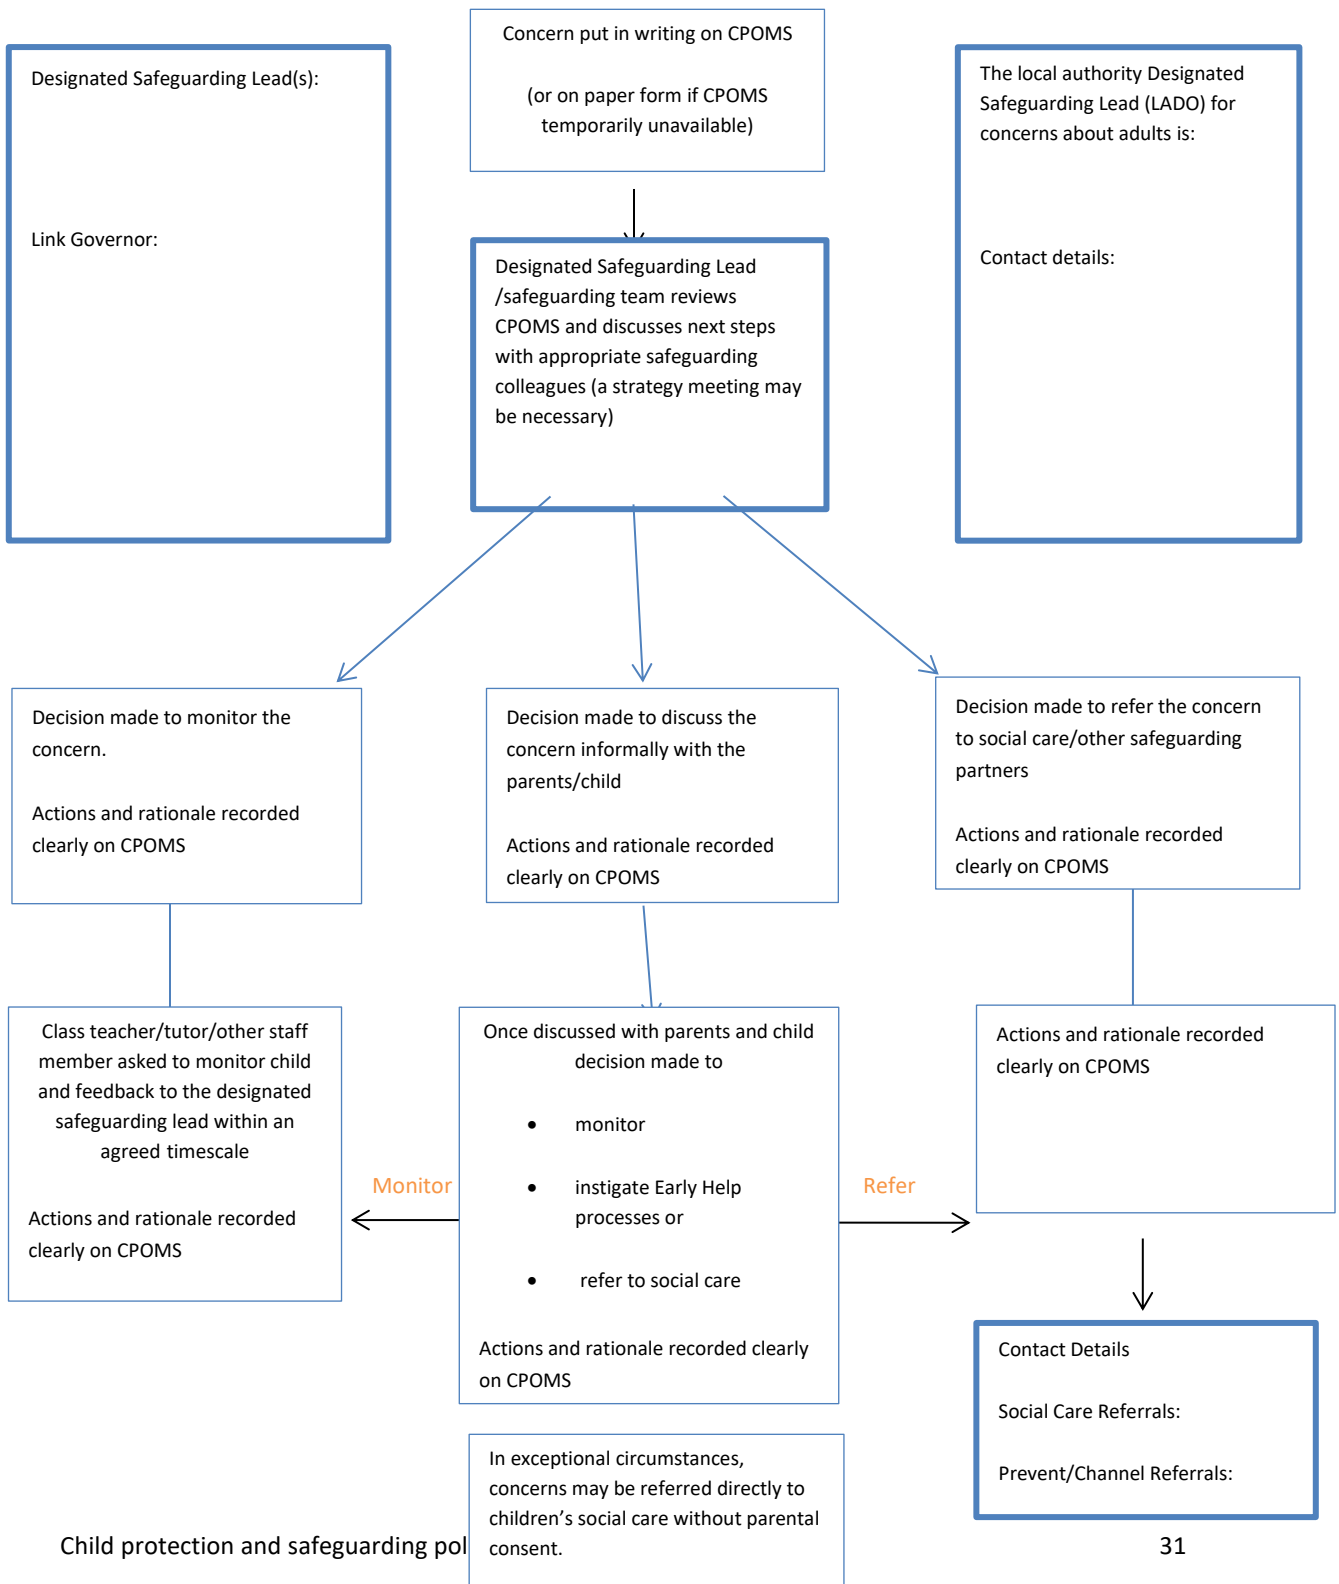 Concern put in writing on CPOMS
(or on paper form if CPOMS
temporarily unavailable)
Designated Safeguarding Lead(s):
Link Governor:
The local authority Designated
Safeguarding Lead (LADO) for
concerns about adults is:
Contact details:
Designated Safeguarding Lead
/safeguarding team reviews
CPOMS and discusses next steps
with appropriate safeguarding
colleagues (a strategy meeting may
be necessary)
Decision made to monitor the
concern.
Actions and rationale recorded
clearly on CPOMS
Decision made to discuss the
concern informally with the
parents/child
Actions and rationale recorded
clearly on CPOMS
Decision made to refer the concern
to social care/other safeguarding
partners
Actions and rationale recorded
clearly on CPOMS
Class teacher/tutor/other staff
member asked to monitor child
and feedback to the designated
safeguarding lead within an
agreed timescale
Actions and rationale recorded
clearly on CPOMS
Monitor
Once discussed with parents and child
decision made to
• monitor
• instigate Early Help
processes or
• refer to social care
Actions and rationale recorded clearly
on CPOMS
Refer
Actions and rationale recorded
clearly on CPOMS
Contact Details
Social Care Referrals:
Prevent/Channel Referrals:
In exceptional circumstances,
concerns may be referred directly to
children’s social care without parental
consent.
Child protection and safeguarding pol
31